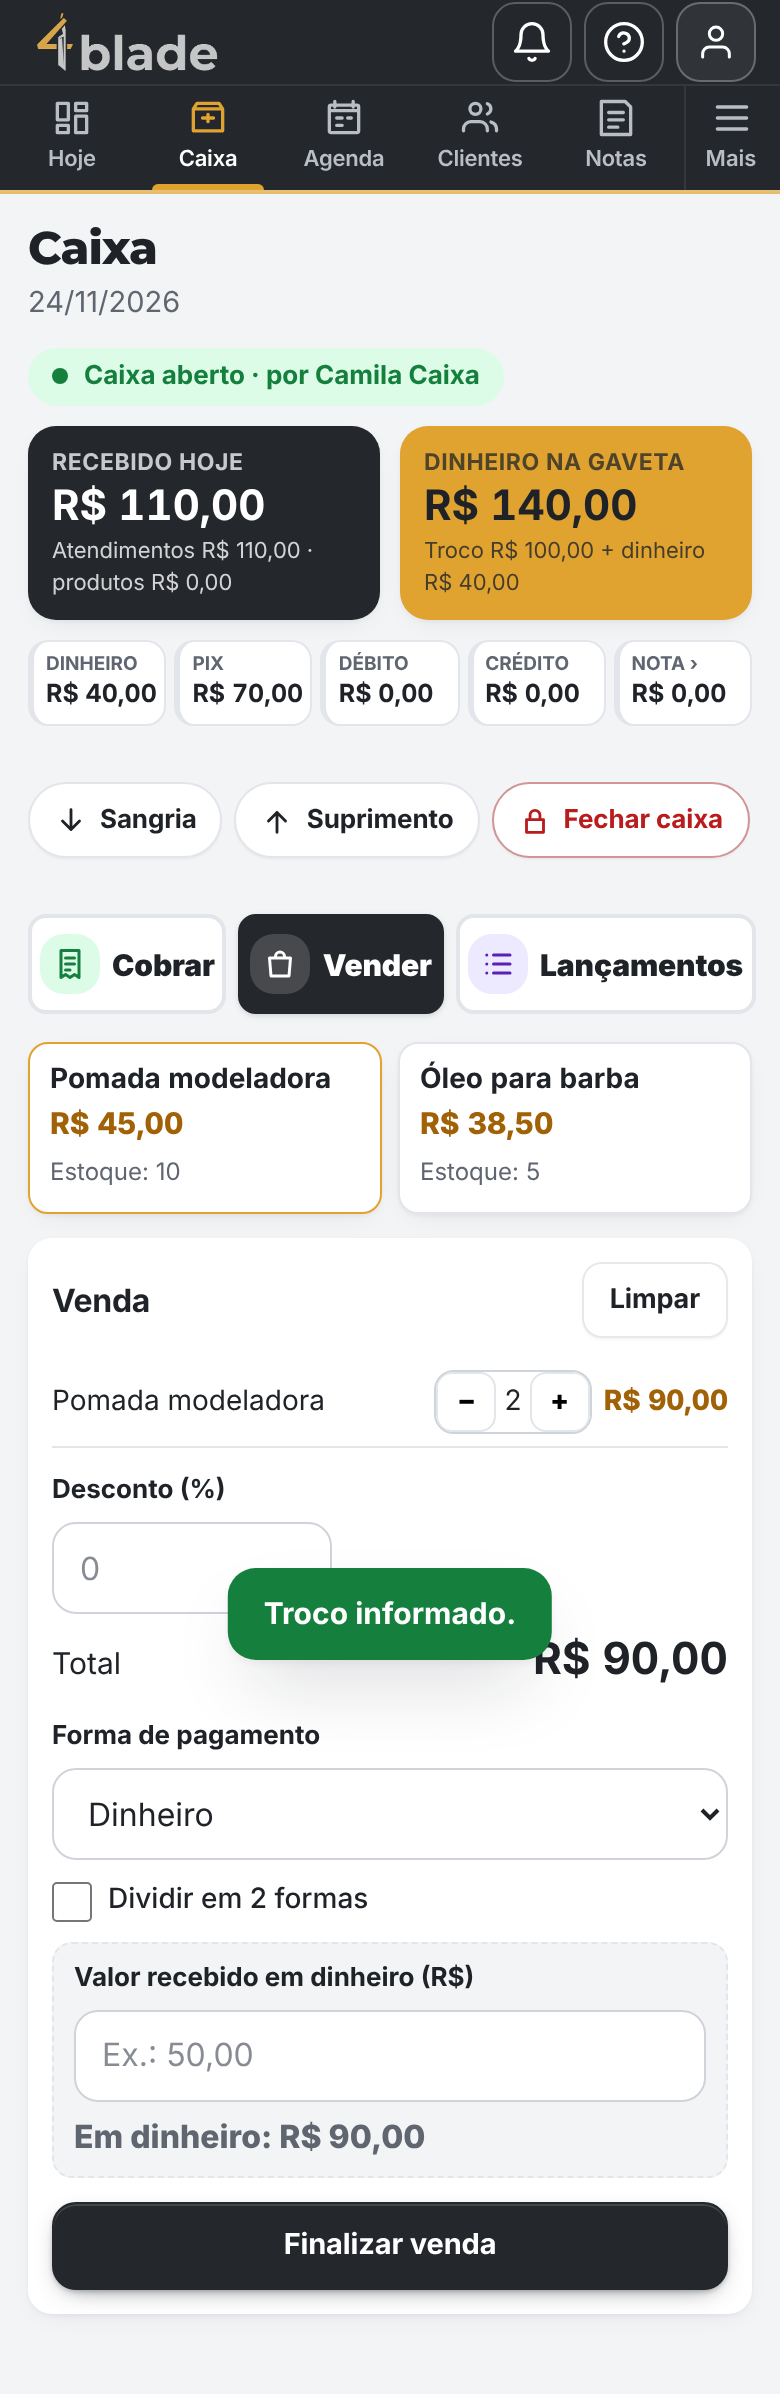 4blade
Hoje
Caixa
Agenda
Clientes
Notas
Mais
Caixa
24/11/2026
Caixa aberto · por Camila Caixa
RECEBIDO HOJE
R$ 110,00
Atendimentos R$ 110,00 ·
produtos R$ 0,00
DINHEIRO NA GAVETA
R$ 140,00
Troco R$ 100,00 + dinheiro
R$ 40,00
DINHEIRO
R$ 40,00
PIX
R$ 70,00
DÉBITO
R$ 0,00
CRÉDITO
R$ 0,00
NOTA ›
R$ 0,00
Sangria
Suprimento
Fechar caixa
Cobrar
Vender
Lançamentos
Pomada modeladora
R$ 45,00
Estoque: 10
Óleo para barba
R$ 38,50
Estoque: 5
Venda
Limpar
Pomada modeladora
− 2 + R$ 90,00
Desconto (%)
0
Troco informado.
Total
R$ 90,00
Forma de pagamento
Dinheiro
Dividir em 2 formas
Valor recebido em dinheiro (R$)
Ex.: 50,00
Em dinheiro: R$ 90,00
Finalizar venda